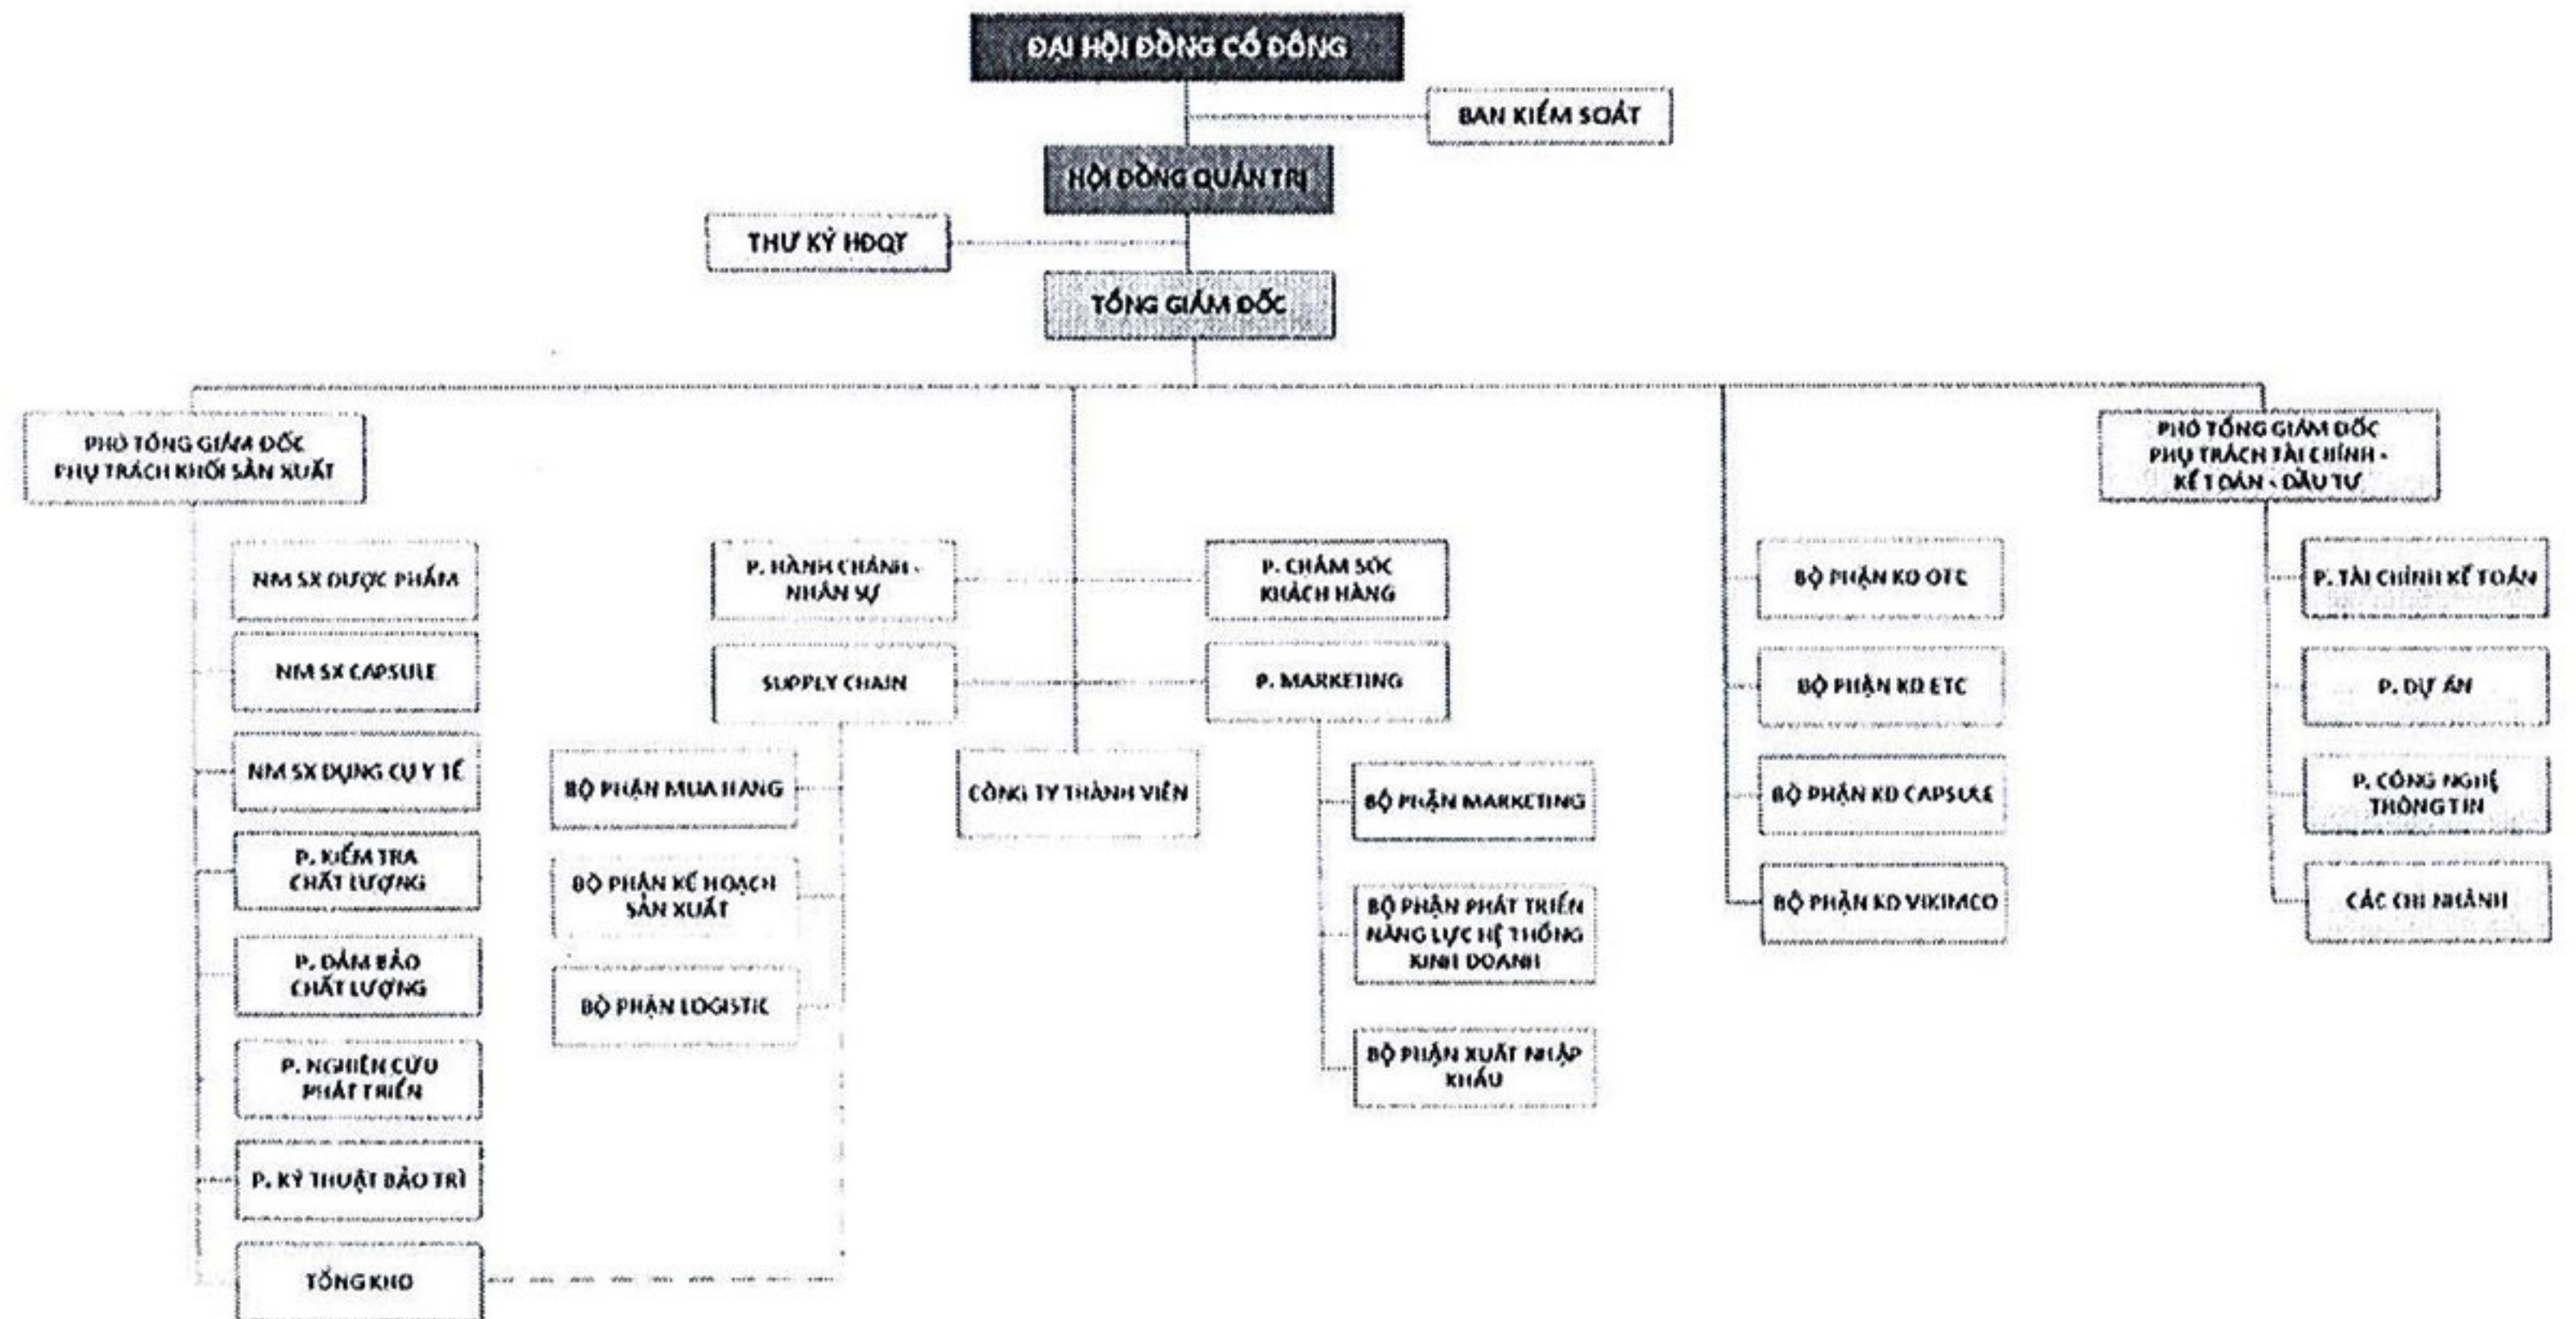 ĐẠI HỘI ĐỒNG CỔ ĐÔNG
BAN KIỂM SOÁT
HỘI ĐỒNG QUẢN TRỊ
THƯ KÝ HĐQT
TỔNG GIÁM ĐỐC
PHÓ TỔNG GIÁM ĐỐC
PHỤ TRÁCH KHỐI SẢN XUẤT
NM SX DƯỢC PHẨM
NM SX CAPSULE
NM SX DỤNG CỤ Y TẾ
P. KIỂM TRA
CHẤT LƯỢNG
P. ĐẢM BẢO
CHẤT LƯỢNG
P. NGHIÊN CỨU
PHÁT TRIỂN
P. KỸ THUẬT BẢO TRÌ
TỔNG KHO
P. HÀNH CHÁNH -
NHÂN SỰ
SUPPLY CHAIN
BỘ PHẬN MUA HÀNG
BỘ PHẬN KẾ HOẠCH
SẢN XUẤT
BỘ PHẬN LOGISTIC
CÔNG TY THÀNH VIÊN
P. CHĂM SÓC
KHÁCH HÀNG
P. MARKETING
BỘ PHẬN MARKETING
BỘ PHẬN PHÁT TRIỂN
NĂNG LỰC HỆ THỐNG
KINH DOANH
BỘ PHẬN XUẤT NHẬP
KHẨU
BỘ PHẬN KD OTC
BỘ PHẬN KD ETC
BỘ PHẬN KD CAPSULE
BỘ PHẬN KD VIKIMCO
PHÓ TỔNG GIÁM ĐỐC
PHỤ TRÁCH TÀI CHÍNH -
KẾ TOÁN - ĐẦU TƯ
P. TÀI CHÍNH KẾ TOÁN
P. DỰ ÁN
P. CÔNG NGHỆ
THÔNG TIN
CÁC CHI NHÁNH